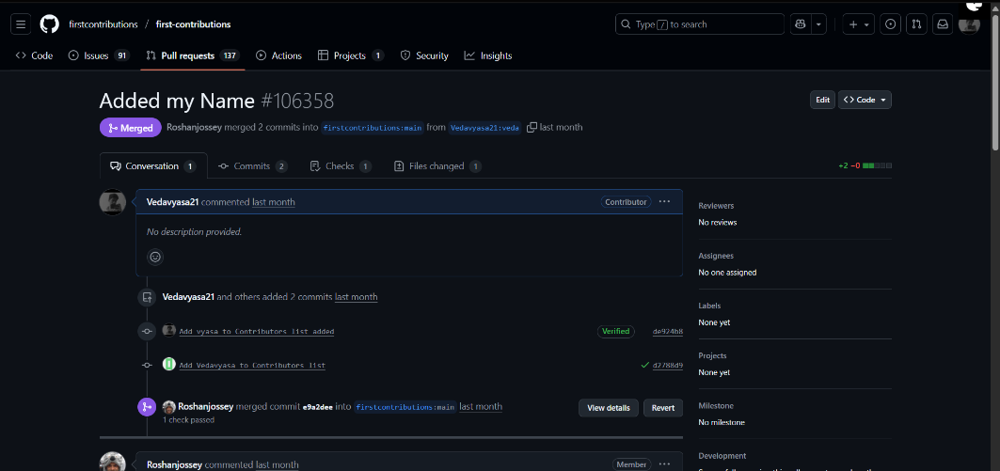 firstcontributions / first-contributions
Type / to search
Code Issues 91 Pull requests 137 Actions Projects 1 Security Insights
Added my Name #106358
Edit Code
Merged Roshanjossey merged 2 commits into firstcontributions:main from Vedavyasa21:veda last month
Conversation 1 Commits 2 Checks 1 Files changed 1 +2 −0
Vedavyasa21 commented last month Contributor
No description provided.
Vedavyasa21 and others added 2 commits last month
Add vyasa to Contributors list added Verified de924b8
Add Vedavyasa to Contributors list d2788d9
Roshanjossey merged commit e9a2dee into firstcontributions:main last month View details Revert
1 check passed
Roshanjossey commented last month Member
Reviewers
No reviews
Assignees
No one assigned
Labels
None yet
Projects
None yet
Milestone
No milestone
Development